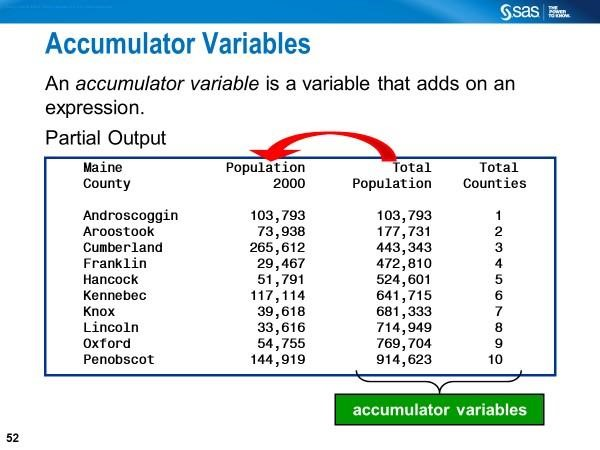 sas THE POWER TO KNOW.
Accumulator Variables
An accumulator variable is a variable that adds on an
expression.
Partial Output
Maine Population Total Total
County 2000 Population Counties
Androscoggin 103,793 103,793 1
Aroostook 73,938 177,731 2
Cumberland 265,612 443,343 3
Franklin 29,467 472,810 4
Hancock 51,791 524,601 5
Kennebec 117,114 641,715 6
Knox 39,618 681,333 7
Lincoln 33,616 714,949 8
Oxford 54,755 769,704 9
Penobscot 144,919 914,623 10
accumulator variables
52